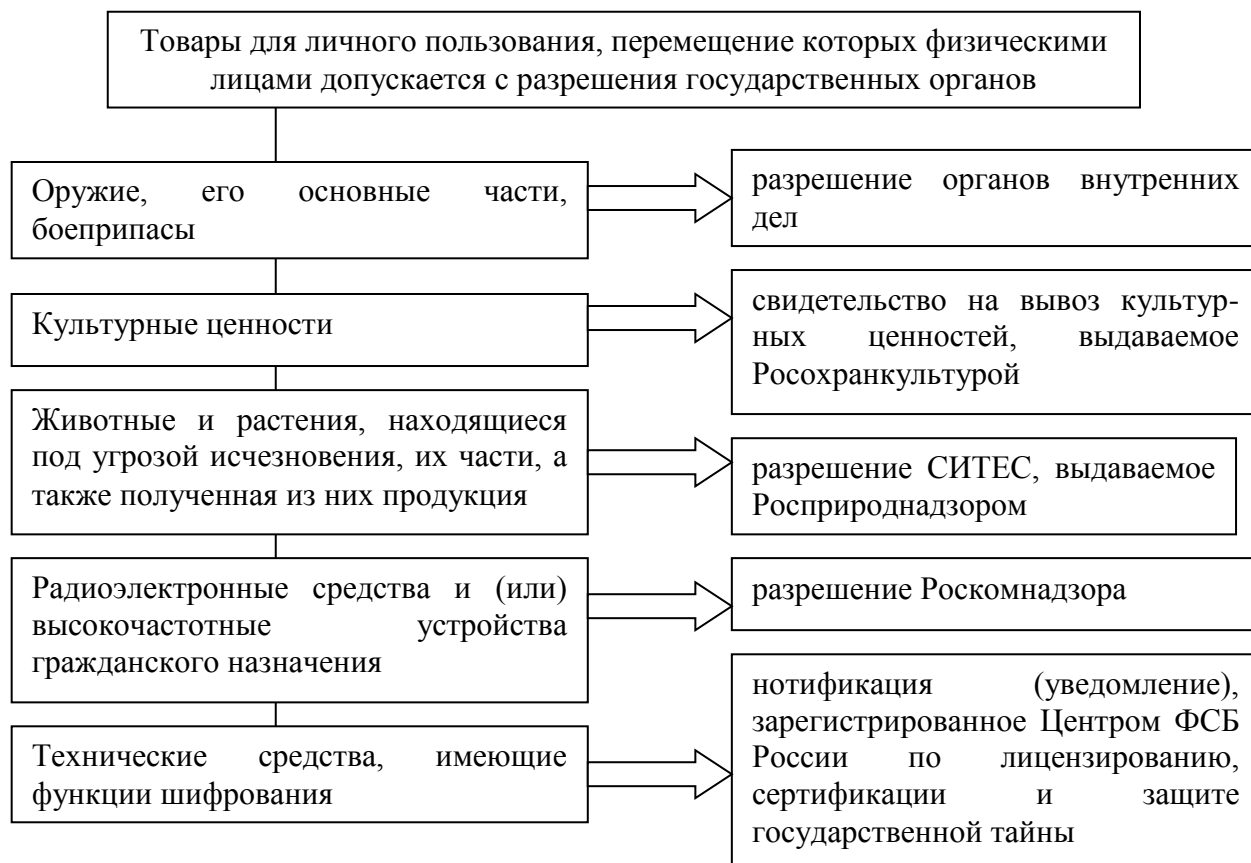 Товары для личного пользования, перемещение которых физическими
лицами допускается с разрешения государственных органов
Оружие, его основные части,
боеприпасы
разрешение органов внутренних
дел
Культурные ценности
свидетельство на вывоз культур-
ных ценностей, выдаваемое
Росохранкультурой
Животные и растения, находящиеся
под угрозой исчезновения, их части, а
также полученная из них продукция
разрешение СИТЕС, выдаваемое
Росприроднадзором
Радиоэлектронные средства и (или)
высокочастотные устройства
гражданского назначения
разрешение Роскомнадзора
Технические средства, имеющие
функции шифрования
нотификация (уведомление),
зарегистрированное Центром ФСБ
России по лицензированию,
сертификации и защите
государственной тайны